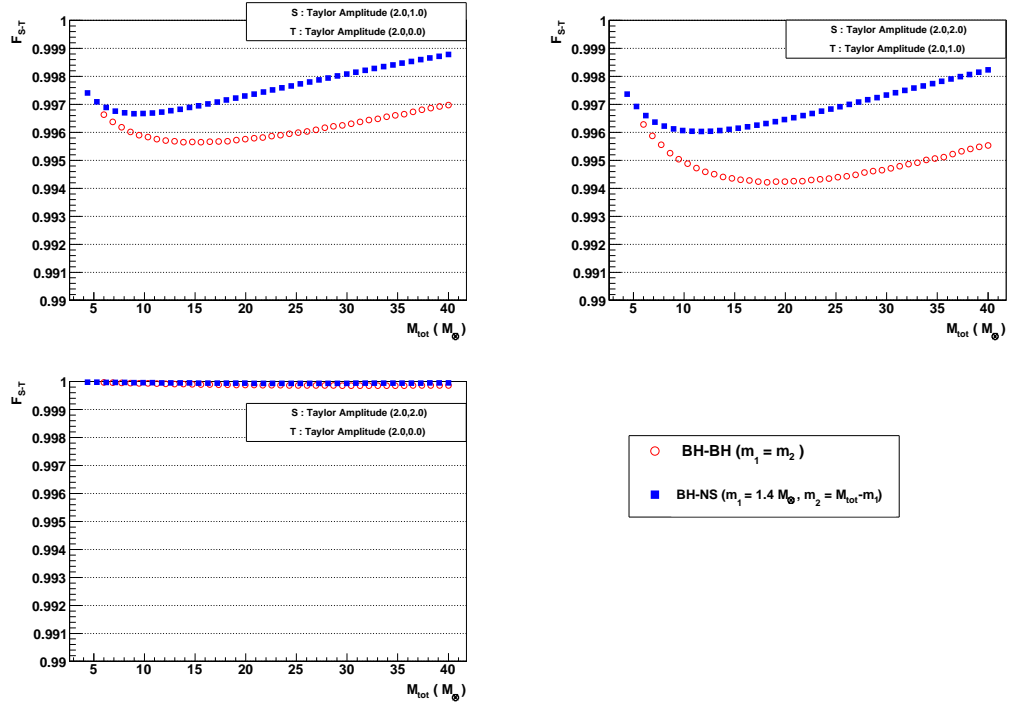 S : Taylor Amplitude (2.0,1.0)
T : Taylor Amplitude (2.0,0.0)
F_S-T
1
0.999
0.998
0.997
0.996
0.995
0.994
0.993
0.992
0.991
0.99
5 10 15 20 25 30 35 40
M_tot ( M_⊗ )
S : Taylor Amplitude (2.0,2.0)
T : Taylor Amplitude (2.0,1.0)
F_S-T
1
0.999
0.998
0.997
0.996
0.995
0.994
0.993
0.992
0.991
0.99
5 10 15 20 25 30 35 40
M_tot ( M_⊗ )
S : Taylor Amplitude (2.0,2.0)
T : Taylor Amplitude (2.0,0.0)
F_S-T
1
0.999
0.998
0.997
0.996
0.995
0.994
0.993
0.992
0.991
0.99
5 10 15 20 25 30 35 40
M_tot ( M_⊗ )
BH-BH (m_1 = m_2 )
BH-NS (m_1 = 1.4 M_⊗, m_2 = M_tot-m_1)